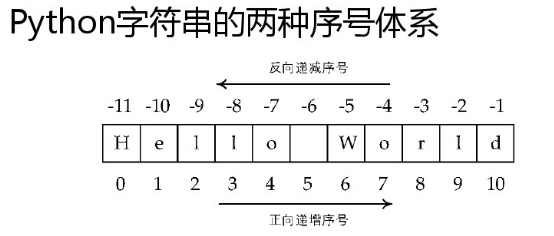 Python字符串的两种序号体系
反向递减序号
-11 -10 -9 -8 -7 -6 -5 -4 -3 -2 -1
H e l l o W o r l d
0 1 2 3 4 5 6 7 8 9 10
正向递增序号